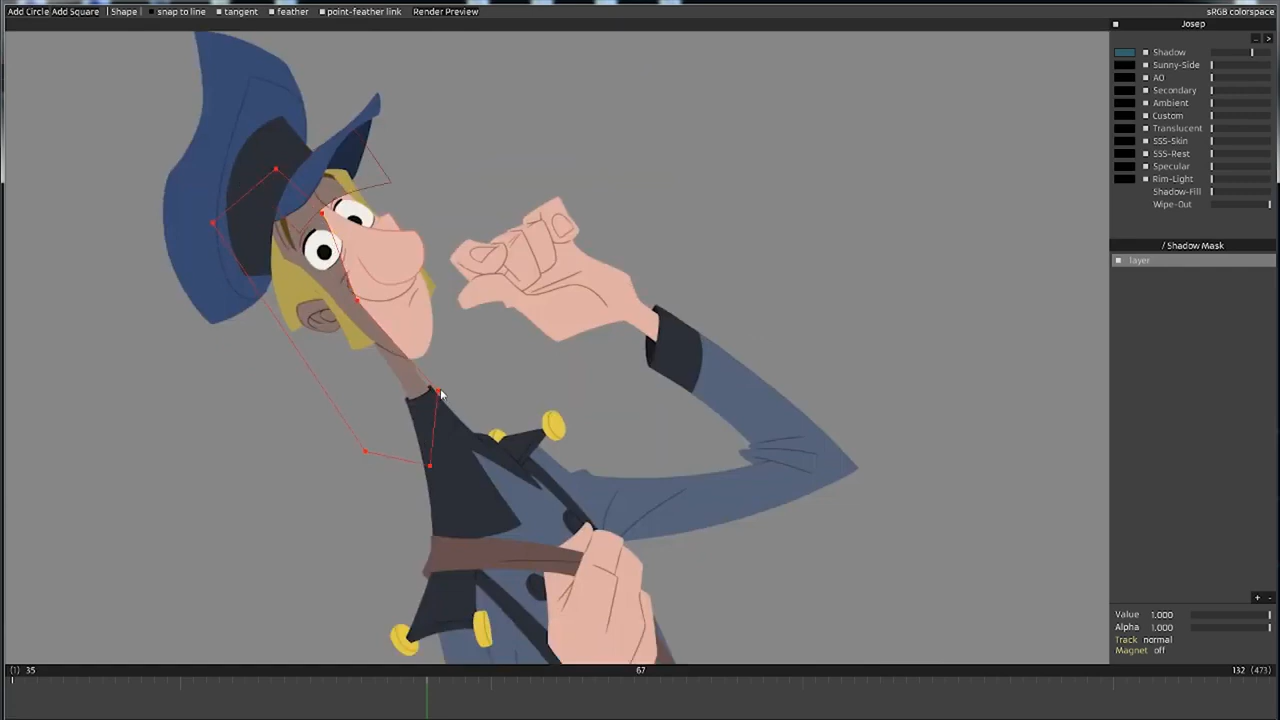 Add Circle Add Square Shape snap to line tangent feather point-feather link Render Preview sRGB colorspace
Josep
.. >
Shadow
Sunny-Side
AO
Secondary
Ambient
Custom
Translucent
SSS-Skin
SSS-Rest
Specular
Rim-Light
Shadow-Fill
Wipe-Out
/ Shadow Mask
layer
+ -
Value 1.000
Alpha 1.000
Track normal
Magnet off
(1) 35 67 132 (473)